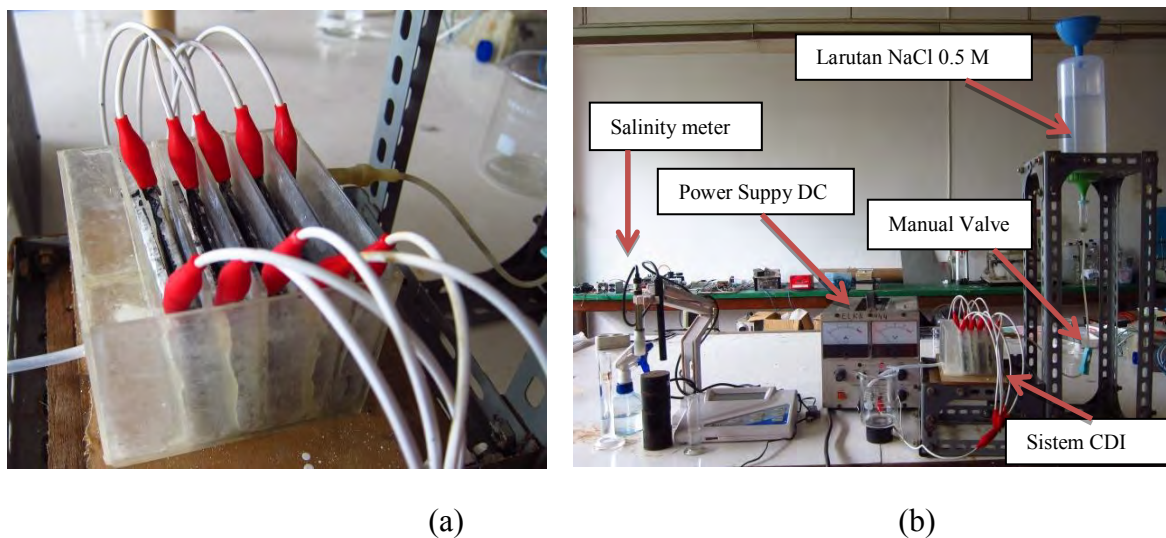 Larutan NaCl 0.5 M
Salinity meter
Power Suppy DC
Manual Valve
Sistem CDI
(a)
(b)